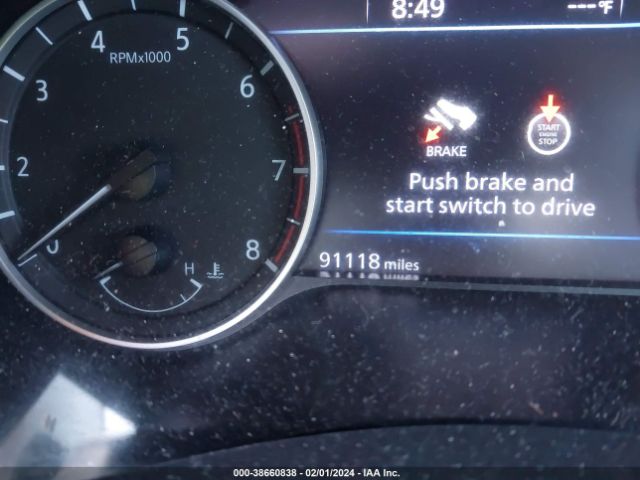 8:49 ---°F
4 5
RPMx1000
3 6
2 7
0 8
H
START
ENGINE
STOP
BRAKE
Push brake and
start switch to drive
91118 miles
000-38660838 - 02/01/2024 - IAA Inc.